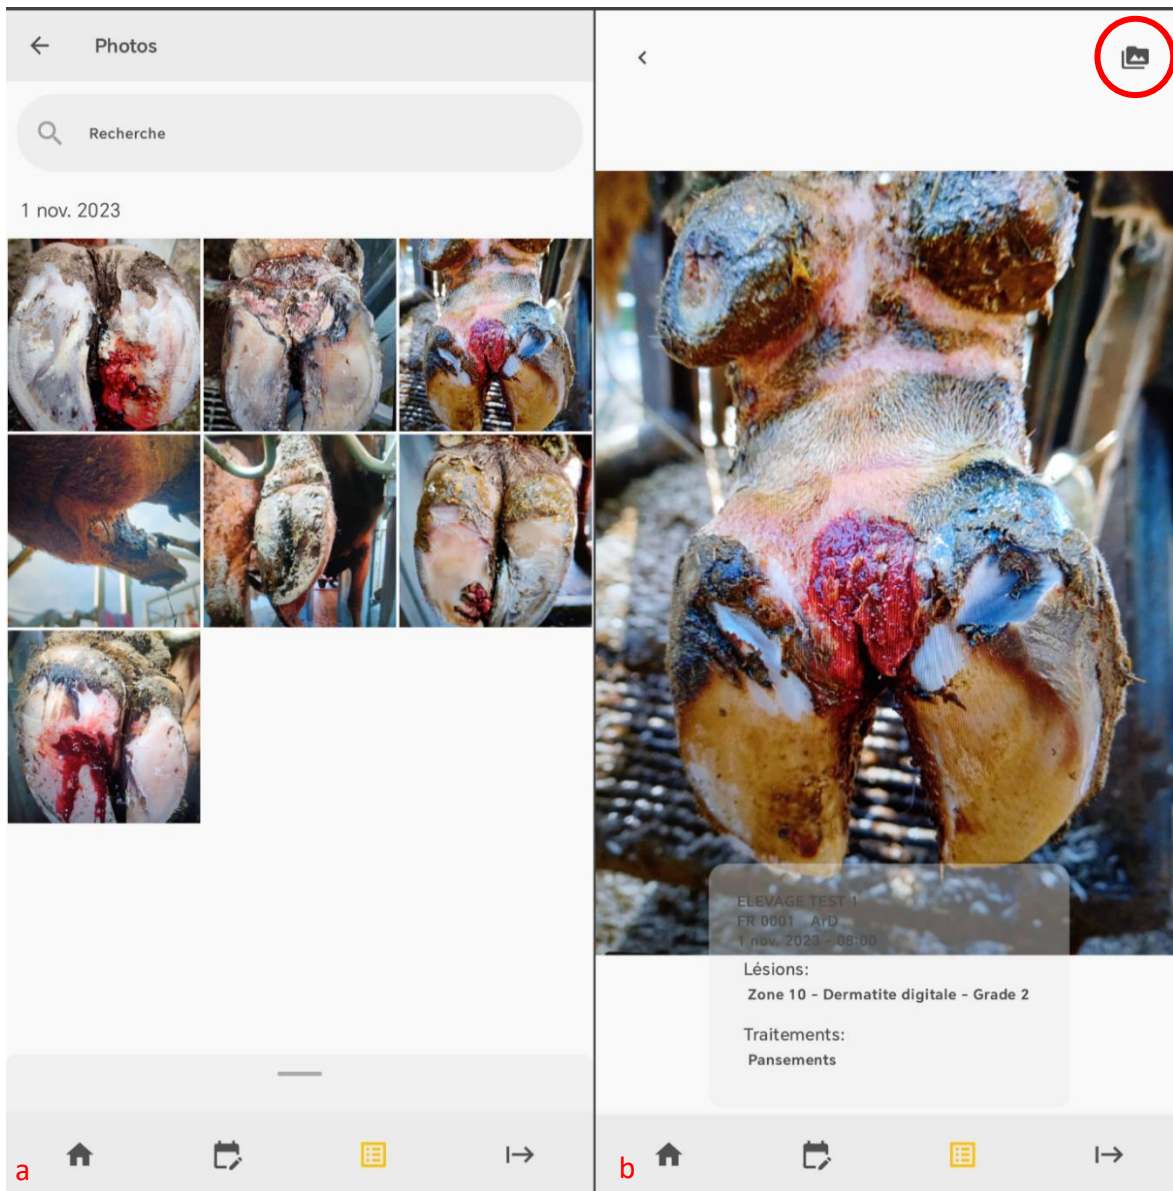 Photos
Recherche
1 nov. 2023
a
ELEVAGE TEST 1
FR 0001 ArD
1 nov. 2023 - 08:00
Lésions:
Zone 10 - Dermatite digitale - Grade 2
Traitements:
Pansements
b